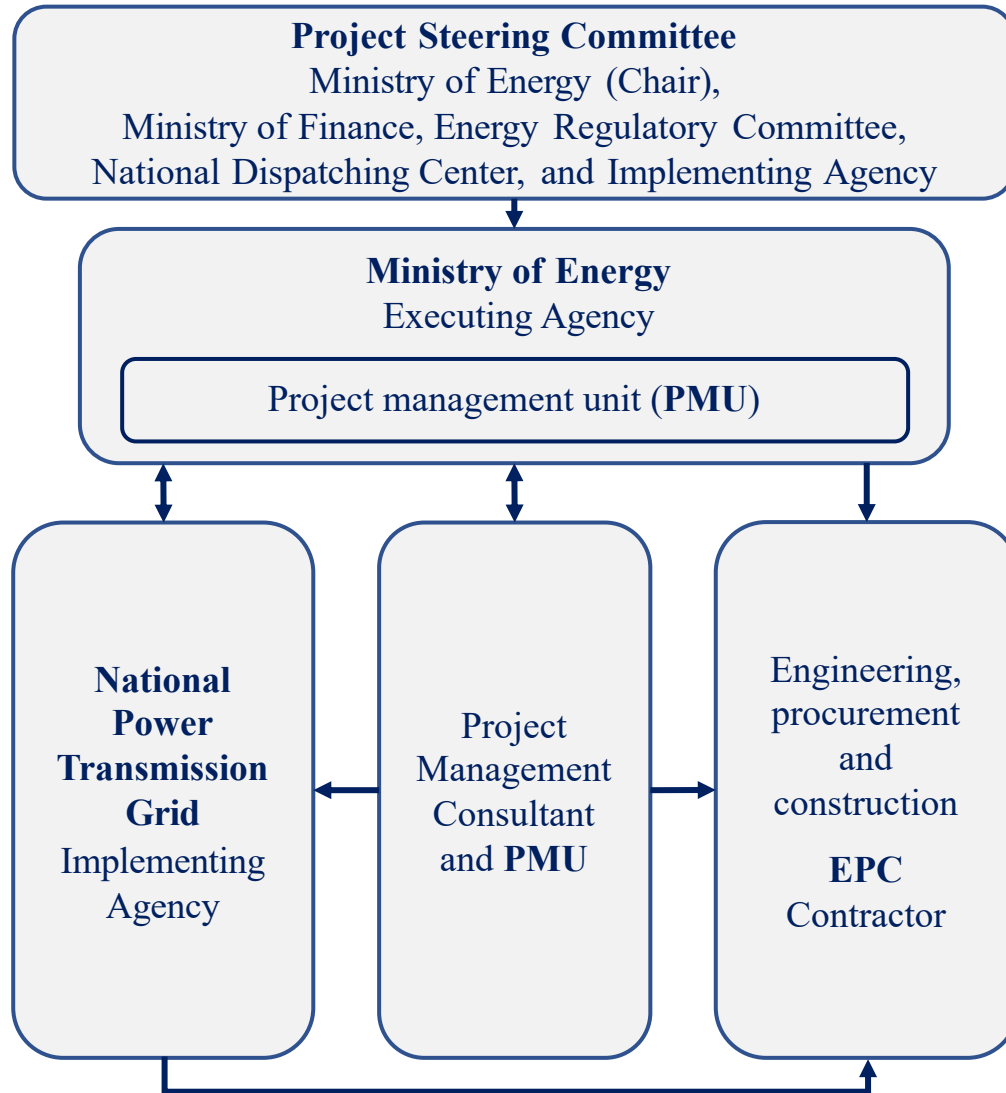 Project Steering Committee
Ministry of Energy (Chair),
Ministry of Finance, Energy Regulatory Committee,
National Dispatching Center, and Implementing Agency
Ministry of Energy
Executing Agency
Project management unit (PMU)
National
Power
Transmission
Grid
Implementing
Agency
Project
Management
Consultant
and PMU
Engineering,
procurement
and
construction
EPC
Contractor